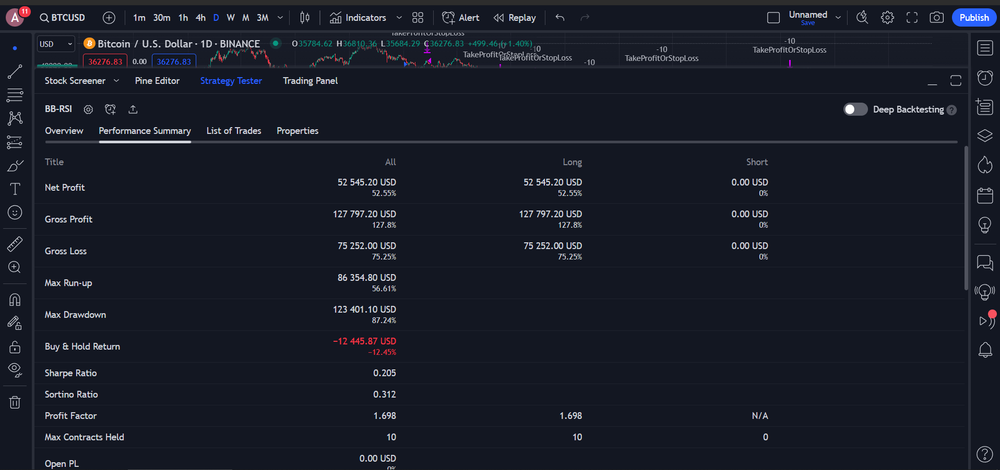 A 11 BTCUSD 1m 30m 1h 4h D W M 3M Indicators Alert Replay Unnamed Save Publish
USD Bitcoin / U.S. Dollar · 1D · BINANCE O35784.62 H36810.36 L35684.29 C36276.83 +499.46 (+1.40%)
36276.83 0.00 36276.83
TakeProfitOrStopLoss
-10
TakeProfitOrStopLoss
-10
TakeProfitOrStopLoss
-10
-10
TakeProfitOrStopLoss
-10
TakeProfitOrStopLoss
Stock Screener Pine Editor Strategy Tester Trading Panel
BB-RSI Deep Backtesting ?
Overview Performance Summary List of Trades Properties
Title All Long Short
Net Profit 52 545.20 USD 52 545.20 USD 0.00 USD
52.55% 52.55% 0%
Gross Profit 127 797.20 USD 127 797.20 USD 0.00 USD
127.8% 127.8% 0%
Gross Loss 75 252.00 USD 75 252.00 USD 0.00 USD
75.25% 75.25% 0%
Max Run-up 86 354.80 USD
56.61%
Max Drawdown 123 401.10 USD
87.24%
Buy & Hold Return −12 445.87 USD
−12.45%
Sharpe Ratio 0.205
Sortino Ratio 0.312
Profit Factor 1.698 1.698 N/A
Max Contracts Held 10 10 0
Open PL 0.00 USD
0%